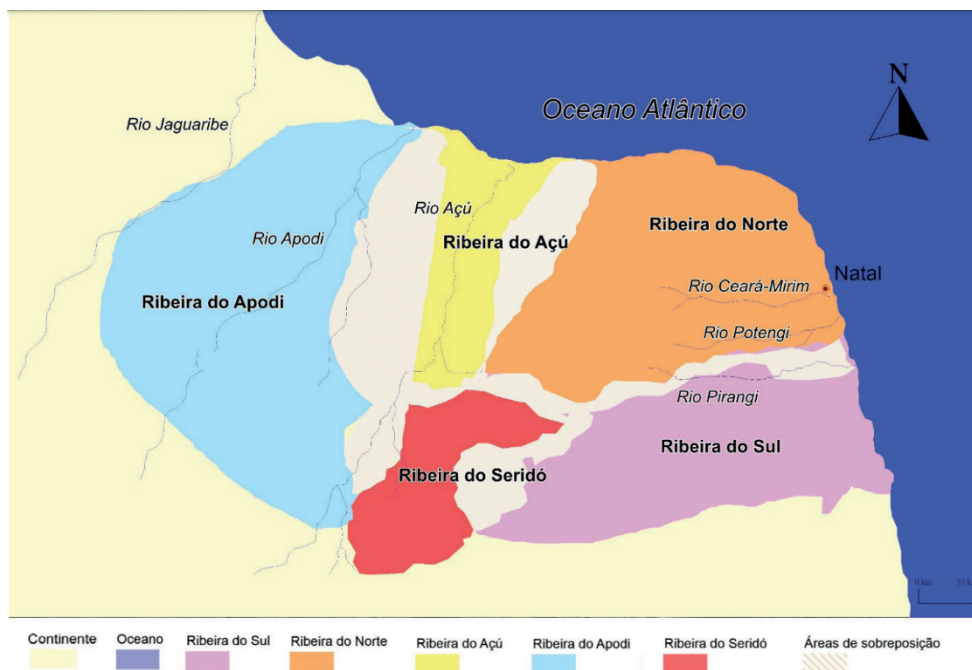 N
Oceano Atlântico
Rio Jaguaribe
Rio Açú
Ribeira do Norte
Rio Apodi
Ribeira do Açú
Natal
Rio Ceará-Mirim
Ribeira do Apodi
Rio Potengi
Rio Pirangi
Ribeira do Sul
Ribeira do Seridó
0 km 30 k
Continente Oceano Ribeira do Sul Ribeira do Norte Ribeira do Açú Ribeira do Apodi Ribeira do Seridó Áreas de sobreposição